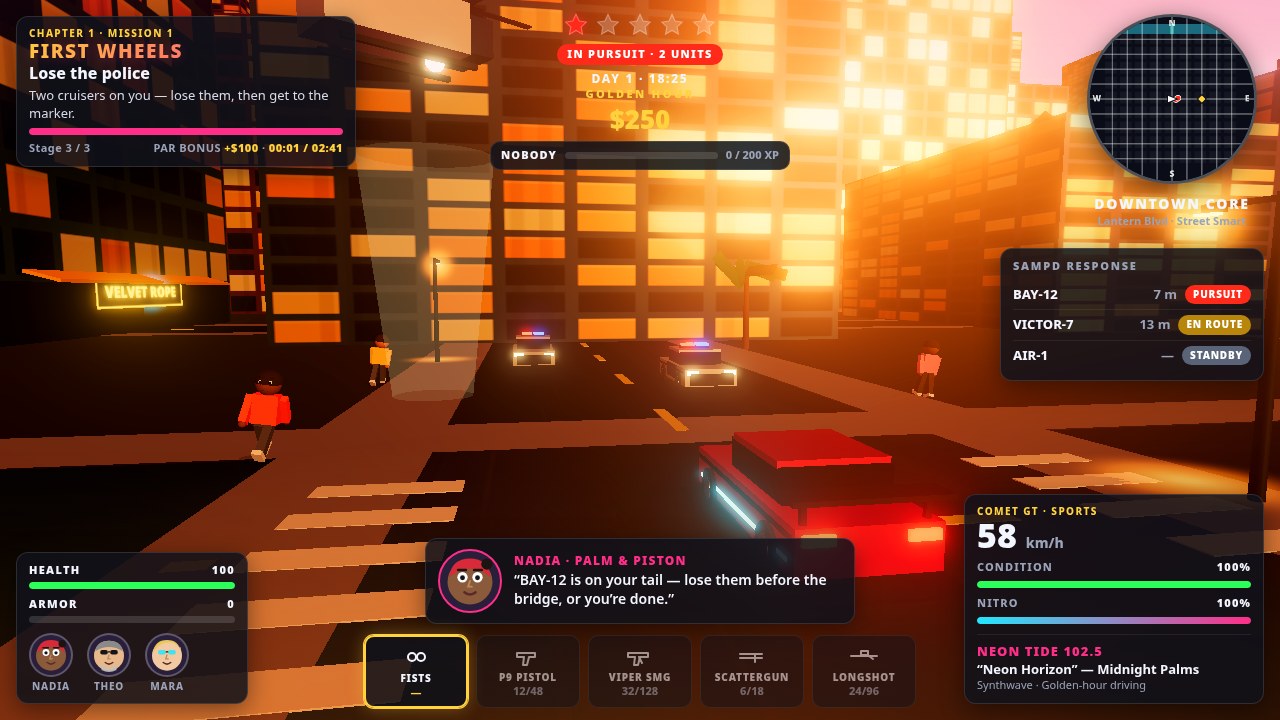 CHAPTER 1 · MISSION 1
FIRST WHEELS
Lose the police
Two cruisers on you — lose them, then get to the
marker.
Stage 3 / 3
PAR BONUS +$100 · 00:01 / 02:41
IN PURSUIT · 2 UNITS
DAY 1 · 18:25
GOLDEN HOUR
$250
NOBODY
0 / 200 XP
N
W
E
S
DOWNTOWN CORE
Lantern Blvd · Street Smart
SAMPD RESPONSE
BAY-12
7 m
PURSUIT
VICTOR-7
13 m
EN ROUTE
AIR-1
—
STANDBY
VELVET ROPE
NADIA · PALM & PISTON
“BAY-12 is on your tail — lose them before the
bridge, or you’re done.”
HEALTH
100
ARMOR
0
NADIA
THEO
MARA
FISTS
—
P9 PISTOL
12/48
VIPER SMG
32/128
SCATTERGUN
6/18
LONGSHOT
24/96
COMET GT · SPORTS
58 km/h
CONDITION
100%
NITRO
100%
NEON TIDE 102.5
“Neon Horizon” — Midnight Palms
Synthwave · Golden-hour driving